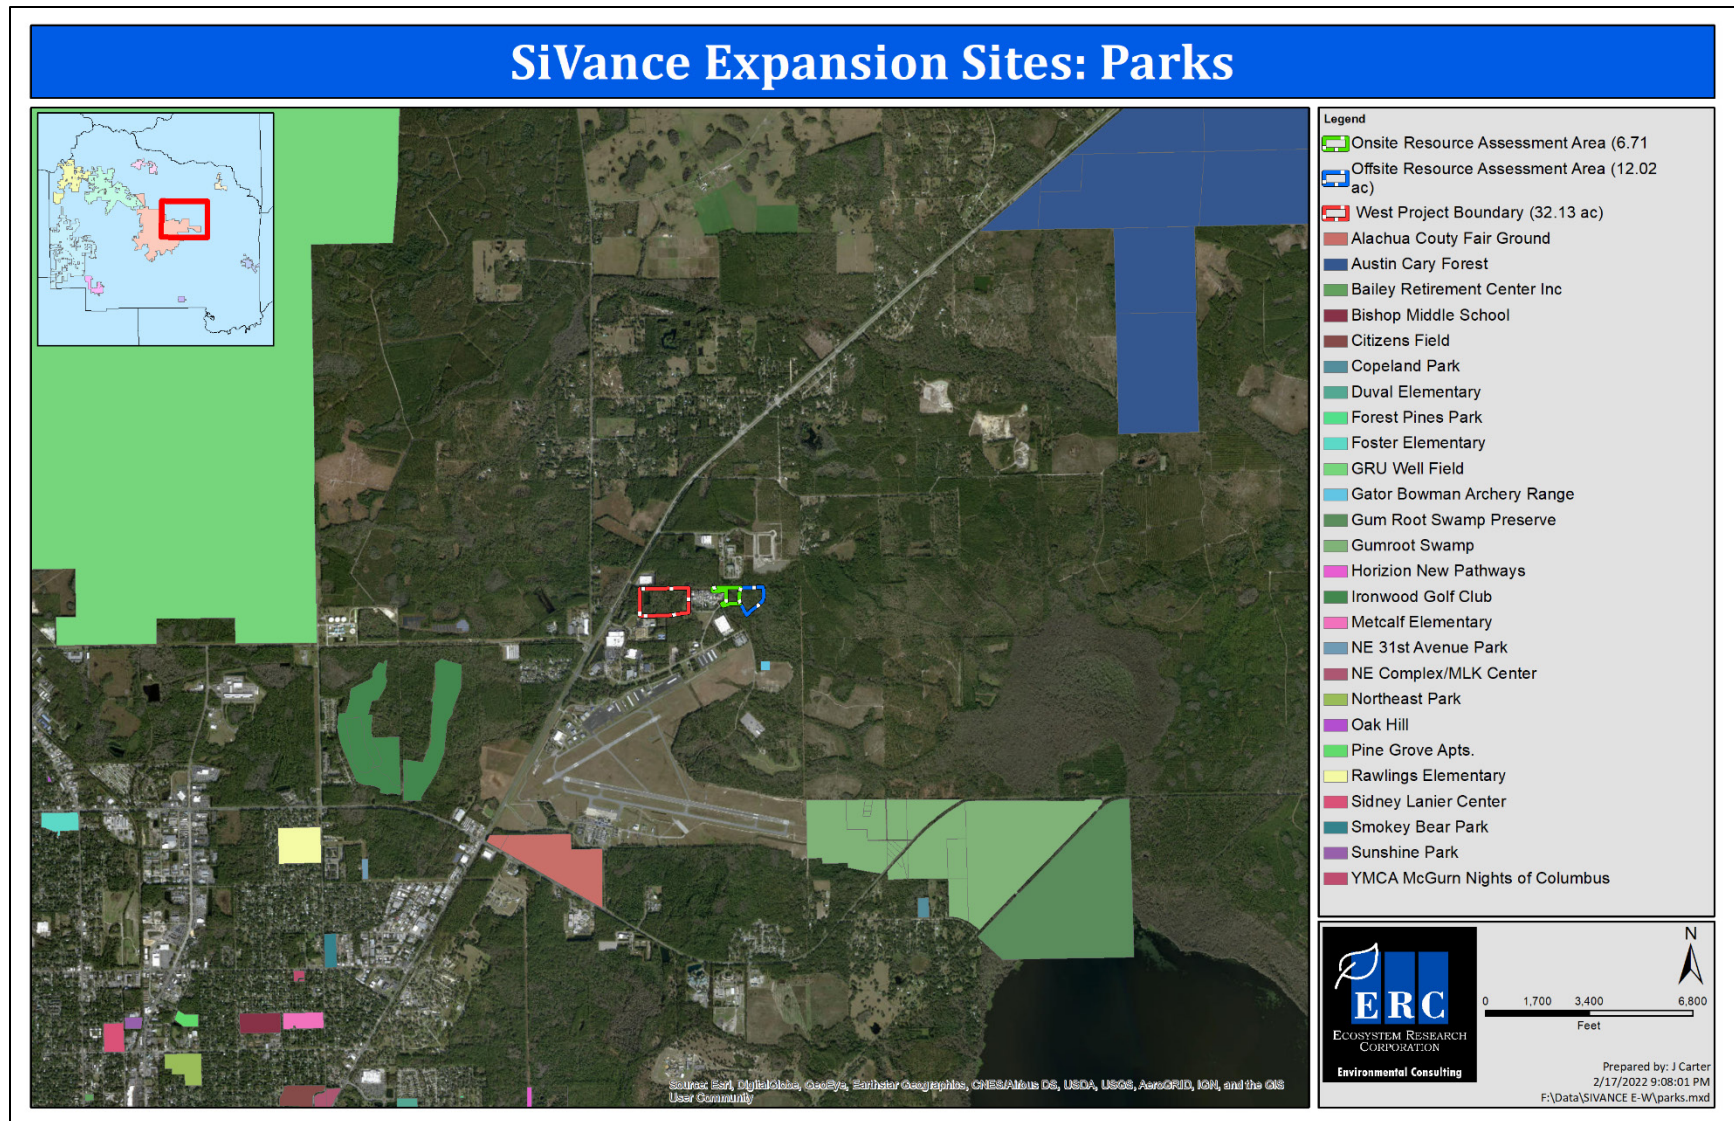 SiVance Expansion Sites: Parks
Legend
Onsite Resource Assessment Area (6.71
Offsite Resource Assessment Area (12.02
ac)
West Project Boundary (32.13 ac)
Alachua Couty Fair Ground
Austin Cary Forest
Bailey Retirement Center Inc
Bishop Middle School
Citizens Field
Copeland Park
Duval Elementary
Forest Pines Park
Foster Elementary
GRU Well Field
Gator Bowman Archery Range
Gum Root Swamp Preserve
Gumroot Swamp
Horizion New Pathways
Ironwood Golf Club
Metcalf Elementary
NE 31st Avenue Park
NE Complex/MLK Center
Northeast Park
Oak Hill
Pine Grove Apts.
Rawlings Elementary
Sidney Lanier Center
Smokey Bear Park
Sunshine Park
YMCA McGurn Nights of Columbus
Source: Esri, DigitalGlobe, GeoEye, Earthstar Geographics, CNES/Airbus DS, USDA, USGS, AeroGRID, IGN, and the GIS
User Community
ERC
ECOSYSTEM RESEARCH
CORPORATION
Environmental Consulting
N
0 1,700 3,400 6,800
Feet
Prepared by: J Carter
2/17/2022 9:08:01 PM
F:\Data\SIVANCE E-W\parks.mxd